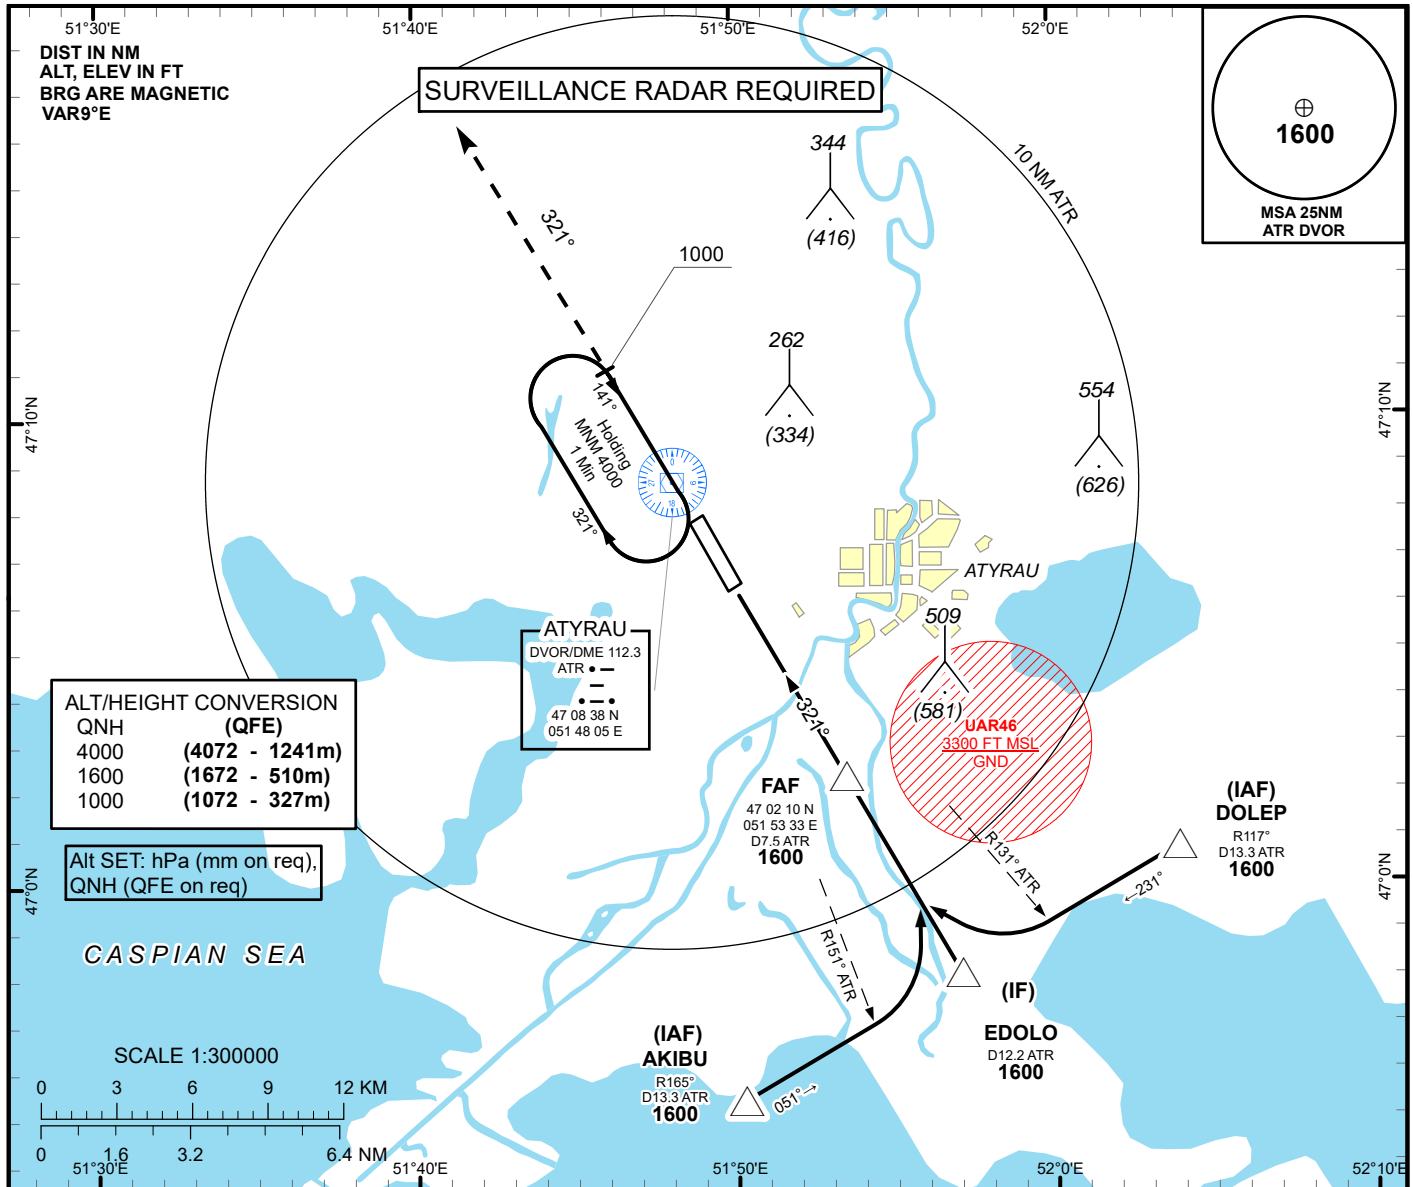 51°30'E
51°40'E
51°50'E
52°0'E
DIST IN NM
ALT, ELEV IN FT
BRG ARE MAGNETIC
VAR9°E
SURVEILLANCE RADAR REQUIRED
1600
MSA 25NM
ATR DVOR
10 NM ATR
344
(416)
321°
1000
262
(334)
554
(626)
47°10'N
47°10'N
141°
Holding
MNM 4000
1 Min
321°
0
9
18
27
ATYRAU
509
(581)
ATYRAU
DVOR/DME 112.3
ATR
47 08 38 N
051 48 05 E
UAR46
3300 FT MSL
GND
ALT/HEIGHT CONVERSION
QNH (QFE)
4000 (4072 - 1241m)
1600 (1672 - 510m)
1000 (1072 - 327m)
Alt SET: hPa (mm on req),
QNH (QFE on req)
321°
FAF
47 02 10 N
051 53 33 E
D7.5 ATR
1600
(IAF)
DOLEP
R117°
D13.3 ATR
1600
R131° ATR
←231°
47°0'N
47°0'N
CASPIAN SEA
R151° ATR
(IF)
EDOLO
D12.2 ATR
1600
(IAF)
AKIBU
R165°
D13.3 ATR
1600
051°→
SCALE 1:300000
0 3 6 9 12 KM
0 1.6 3.2 6.4 NM
51°30'E
51°40'E
51°50'E
52°0'E
52°10'E